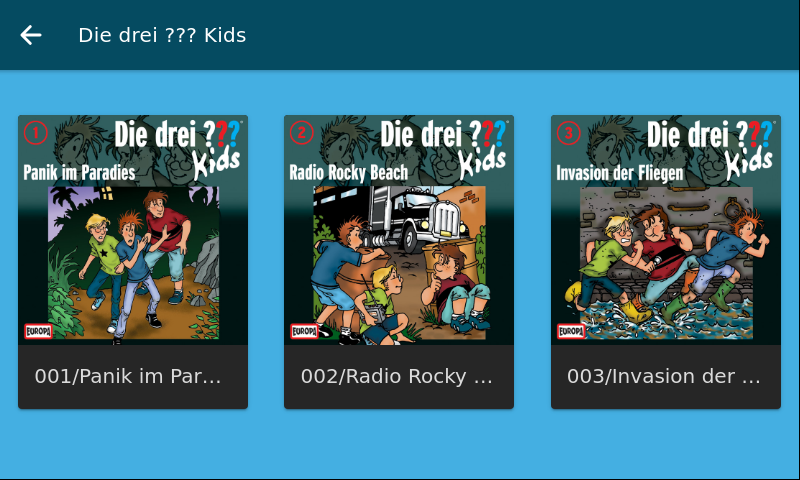 Die drei ??? Kids
1
Die drei ???
Kids
Panik im Paradies
EUROPA
001/Panik im Par...
2
Die drei ???
Kids
Radio Rocky Beach
EUROPA
002/Radio Rocky ...
3
Die drei ???
Kids
Invasion der Fliegen
EUROPA
003/Invasion der ...